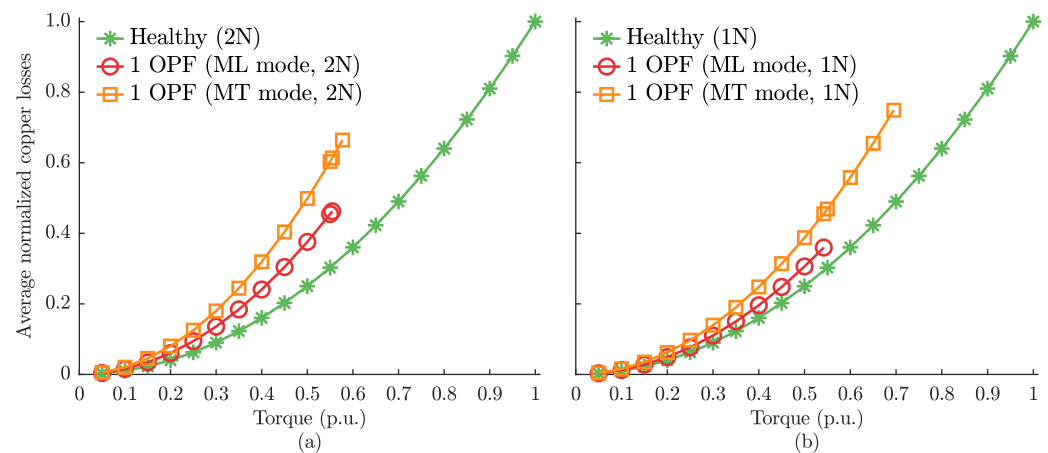 Average normalized copper losses
1.0
0.8
0.6
0.4
0.2
0
Healthy (2N)
1 OPF (ML mode, 2N)
1 OPF (MT mode, 2N)
0 0.1 0.2 0.3 0.4 0.5 0.6 0.7 0.8 0.9 1
Torque (p.u.)
(a)
Healthy (1N)
1 OPF (ML mode, 1N)
1 OPF (MT mode, 1N)
0 0.1 0.2 0.3 0.4 0.5 0.6 0.7 0.8 0.9 1
Torque (p.u.)
(b)